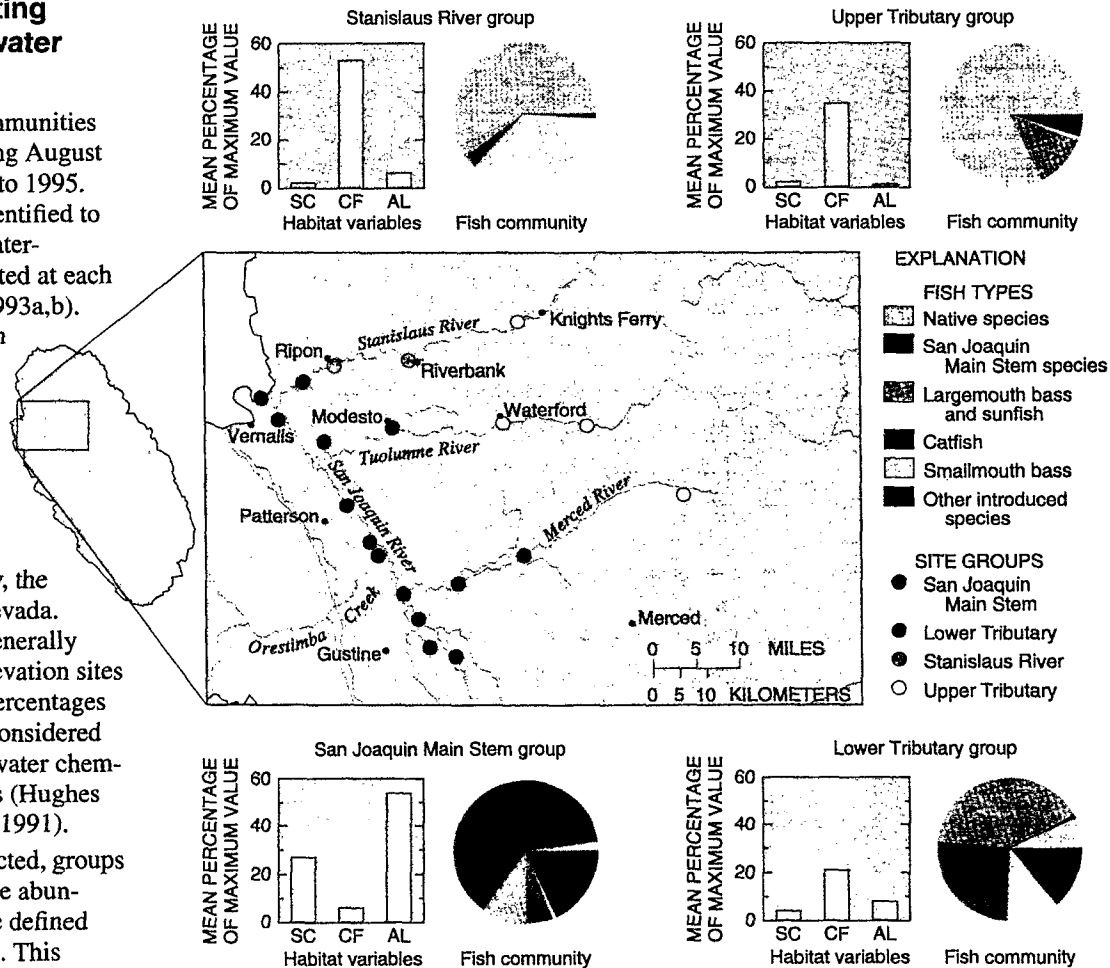 ting
water
mmunities
ng August
to 1995.
entified to
ter-
ted at each
993a,b).
n
y, the
evada.
enerally
evation sites
ercentages
onsidered
water chem-
s (Hughes
1991).
cted, groups
e abun-
e defined
. This
Stanislaus River group
MEAN PERCENTAGE
OF MAXIMUM VALUE
60
40
20
0
SC CF AL
Habitat variables
Fish community
Upper Tributary group
MEAN PERCENTAGE
OF MAXIMUM VALUE
60
40
20
0
SC CF AL
Habitat variables
Fish community
Stanislaus River
Knights Ferry
Ripon
Riverbank
Modesto
Waterford
Vernalis
Tuolumne River
San Joaquin River
Patterson
Merced River
Orestimba Creek
Gustine
Merced
0 5 10 MILES
0 5 10 KILOMETERS
EXPLANATION
FISH TYPES
Native species
San Joaquin
Main Stem species
Largemouth bass
and sunfish
Catfish
Smallmouth bass
Other introduced
species
SITE GROUPS
San Joaquin
Main Stem
Lower Tributary
Stanislaus River
Upper Tributary
San Joaquin Main Stem group
MEAN PERCENTAGE
OF MAXIMUM VALUE
60
40
20
0
SC CF AL
Habitat variables
Fish community
Lower Tributary group
MEAN PERCENTAGE
OF MAXIMUM VALUE
60
40
20
0
SC CF AL
Habitat variables
Fish community